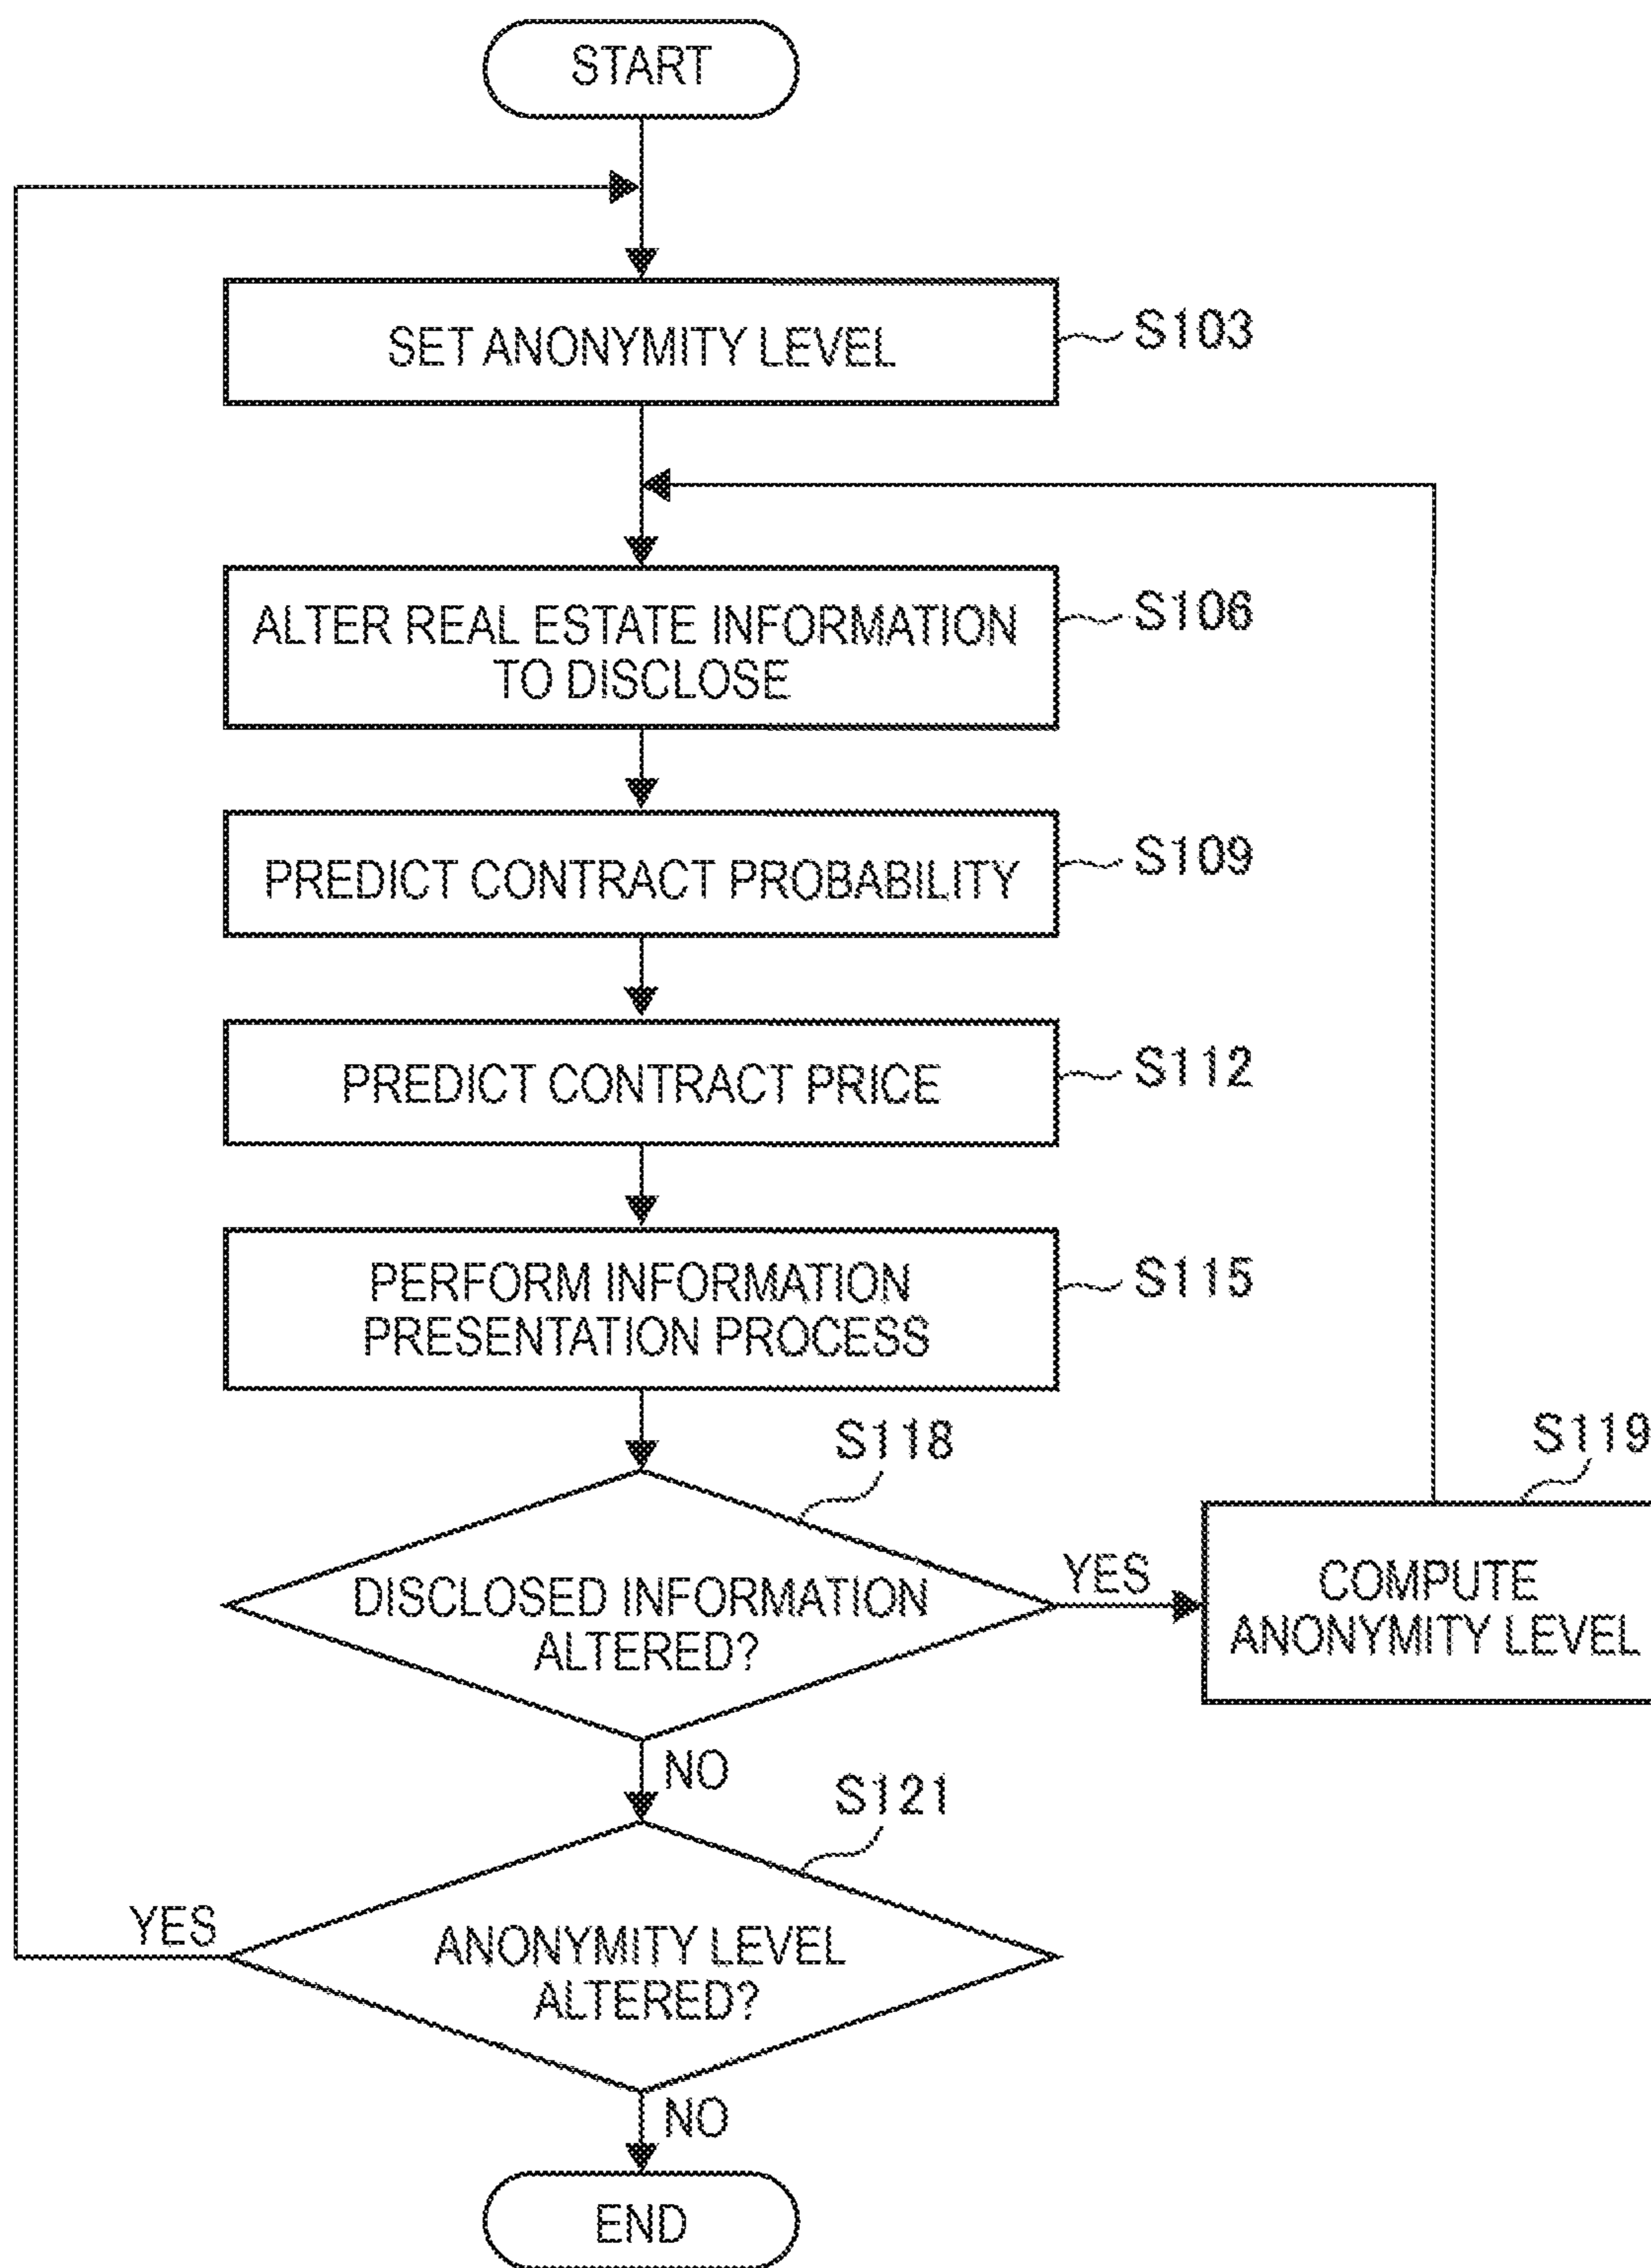 START
SET ANONYMITY LEVEL
S103
ALTER REAL ESTATE INFORMATION
TO DISCLOSE
S106
PREDICT CONTRACT PROBABILITY
S109
PREDICT CONTRACT PRICE
S112
PERFORM INFORMATION
PRESENTATION PROCESS
S115
S118
DISCLOSED INFORMATION
ALTERED?
YES
S119
COMPUTE
ANONYMITY LEVEL
NO
S121
YES
ANONYMITY LEVEL
ALTERED?
NO
END